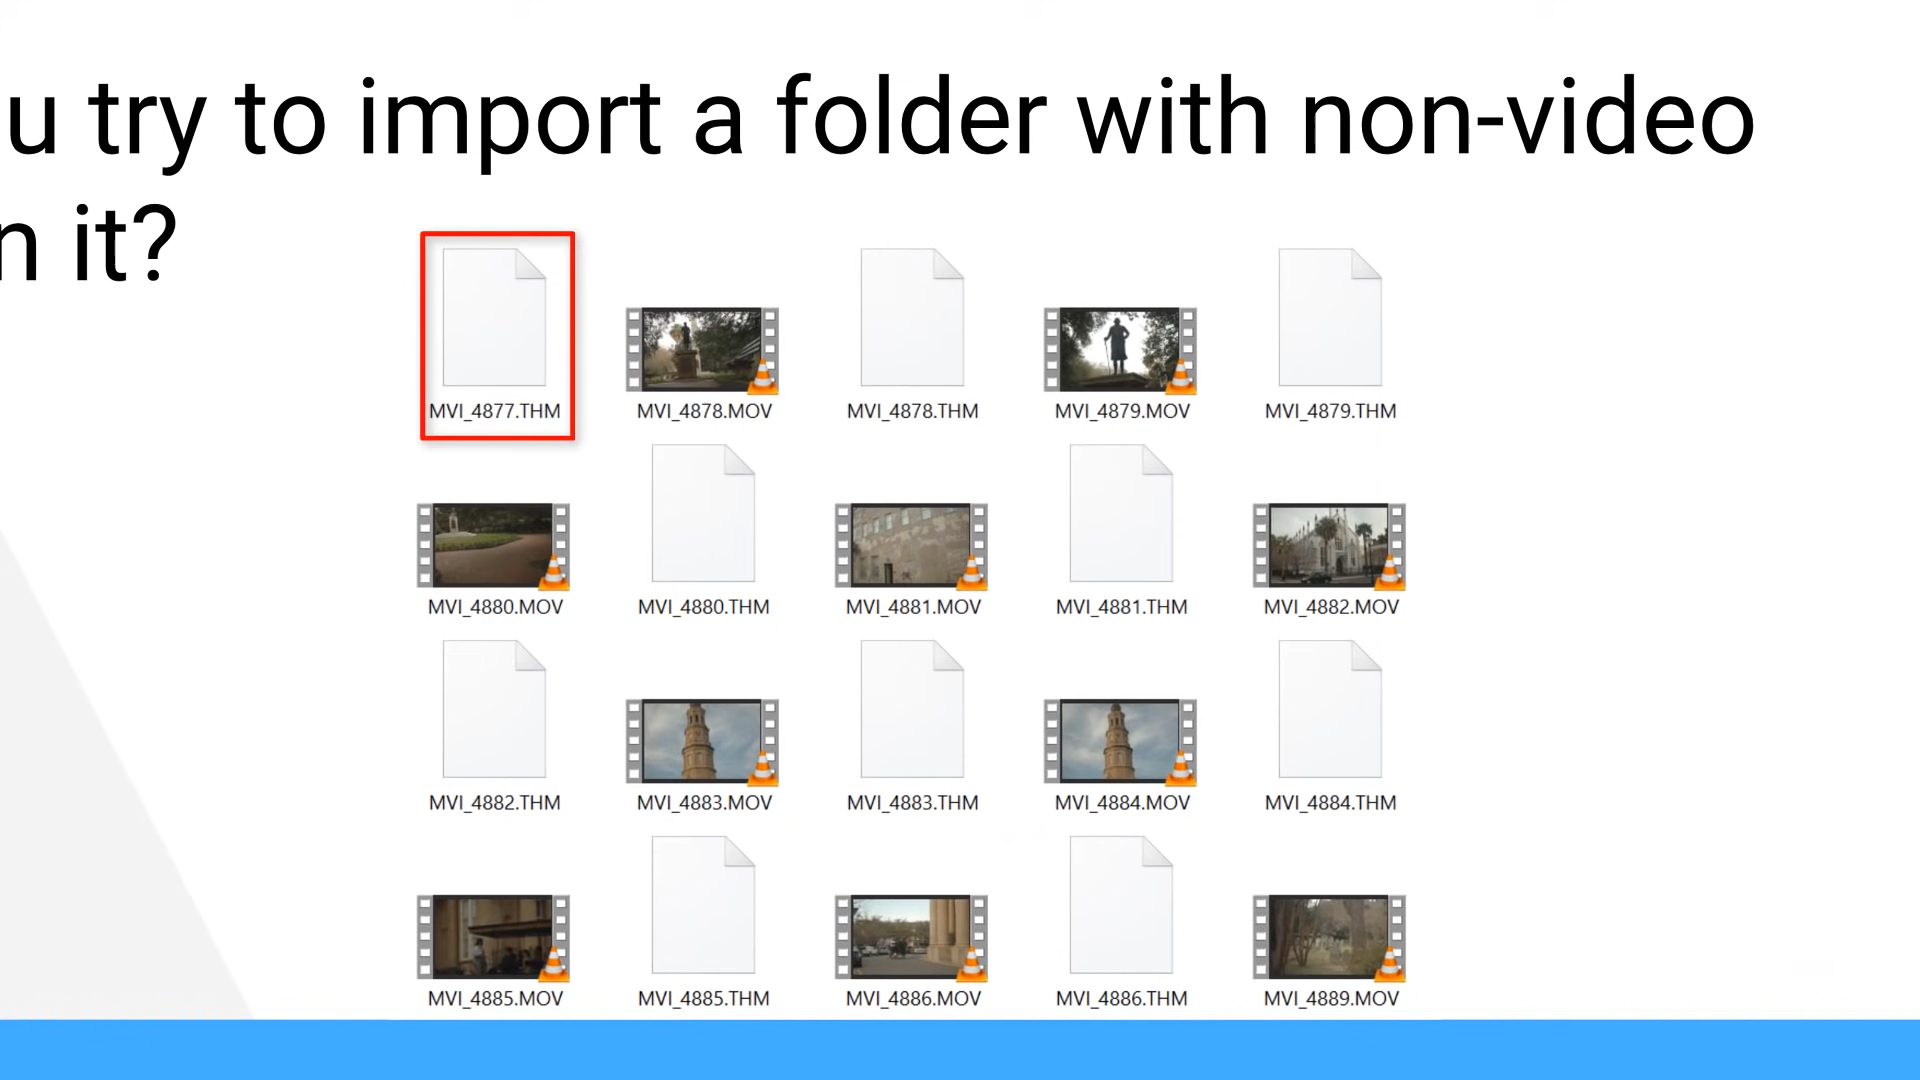 u try to import a folder with non-video
n it?
MVI_4877.THM MVI_4878.MOV MVI_4878.THM MVI_4879.MOV MVI_4879.THM
MVI_4880.MOV MVI_4880.THM MVI_4881.MOV MVI_4881.THM MVI_4882.MOV
MVI_4882.THM MVI_4883.MOV MVI_4883.THM MVI_4884.MOV MVI_4884.THM
MVI_4885.MOV MVI_4885.THM MVI_4886.MOV MVI_4886.THM MVI_4889.MOV